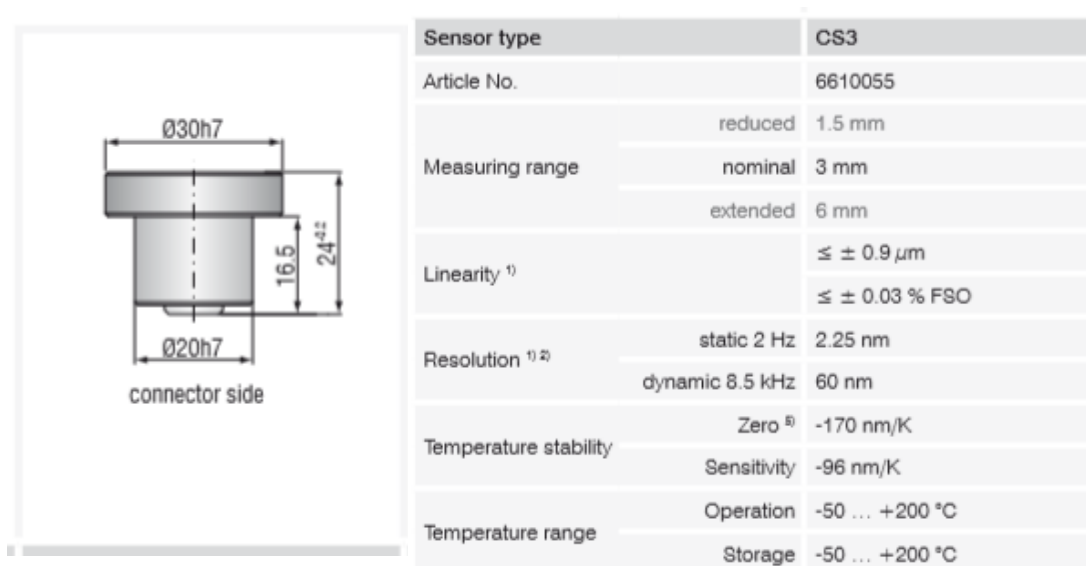 Ø30h7
16.5
24-0.2
Ø20h7
connector side
Sensor type CS3
Article No. 6610055
Measuring range
reduced 1.5 mm
nominal 3 mm
extended 6 mm
Linearity 1)
≤ ± 0.9 μm
≤ ± 0.03 % FSO
Resolution 1) 2)
static 2 Hz 2.25 nm
dynamic 8.5 kHz 60 nm
Temperature stability
Zero 5) -170 nm/K
Sensitivity -96 nm/K
Temperature range
Operation -50 … +200 °C
Storage -50 … +200 °C